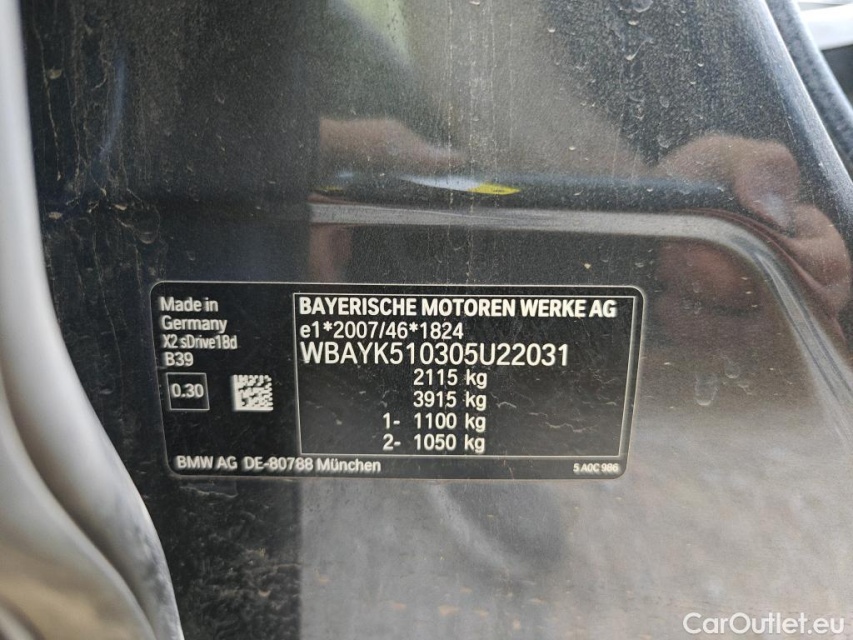 Made in
Germany
X2 sDrive18d
B39
0.30
BAYERISCHE MOTOREN WERKE AG
e1*2007/46*1824
WBAYK510305U22031
2115 kg
3915 kg
1- 1100 kg
2- 1050 kg
BMW AG DE-80788 München
5 A0C 986
CarOutlet.eu